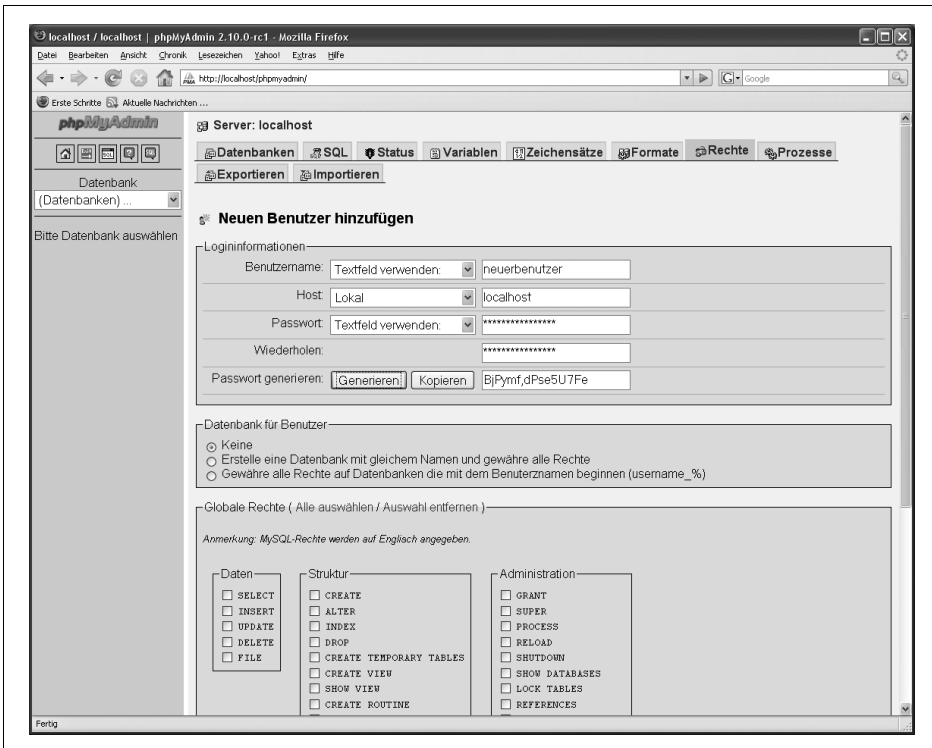 localhost / localhost | phpMyAdmin 2.10.0-rc1 - Mozilla Firefox
Datei Bearbeiten Ansicht Chronik Lesezeichen Yahoo! Extras Hilfe
http://localhost/phpmyadmin/
Google
Erste Schritte Aktuelle Nachrichten ...
phpMyAdmin
Datenbank
(Datenbanken) ...
Bitte Datenbank auswählen
Server: localhost
Datenbanken SQL Status Variablen Zeichensätze Formate Rechte Prozesse
Exportieren Importieren
Neuen Benutzer hinzufügen
Logininformationen
Benutzername: Textfeld verwenden: neuerbenutzer
Host: Lokal localhost
Passwort: Textfeld verwenden: ****************
Wiederholen: ****************
Passwort generieren: Generieren Kopieren BjPymf,dPse5U7Fe
Datenbank für Benutzer
Keine
Erstelle eine Datenbank mit gleichem Namen und gewähre alle Rechte
Gewähre alle Rechte auf Datenbanken die mit dem Benuterznamen beginnen (username_%)
Globale Rechte ( Alle auswählen / Auswahl entfernen )
Anmerkung: MySQL-Rechte werden auf Englisch angegeben.
Daten
SELECT
INSERT
UPDATE
DELETE
FILE
Struktur
CREATE
ALTER
INDEX
DROP
CREATE TEMPORARY TABLES
CREATE VIEW
SHOW VIEW
CREATE ROUTINE
Administration
GRANT
SUPER
PROCESS
RELOAD
SHUTDOWN
SHOW DATABASES
LOCK TABLES
REFERENCES
Fertig